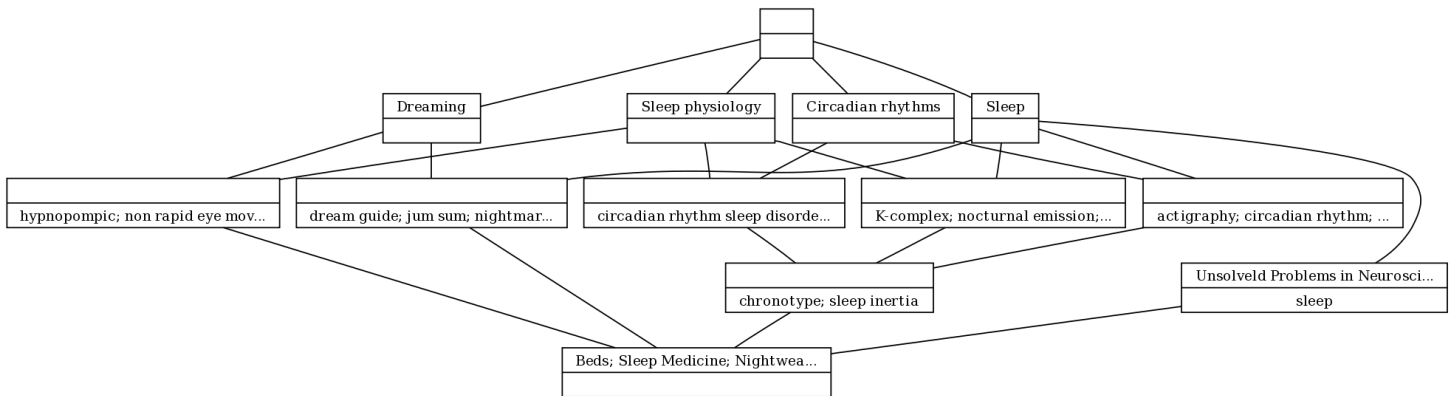 Dreaming
Sleep physiology
Circadian rhythms
Sleep
hypnopompic; non rapid eye mov...
dream guide; jum sum; nightmar...
circadian rhythm sleep disorde...
K-complex; nocturnal emission;...
actigraphy; circadian rhythm; ...
chronotype; sleep inertia
Unsolveld Problems in Neurosci...
sleep
Beds; Sleep Medicine; Nightwea...